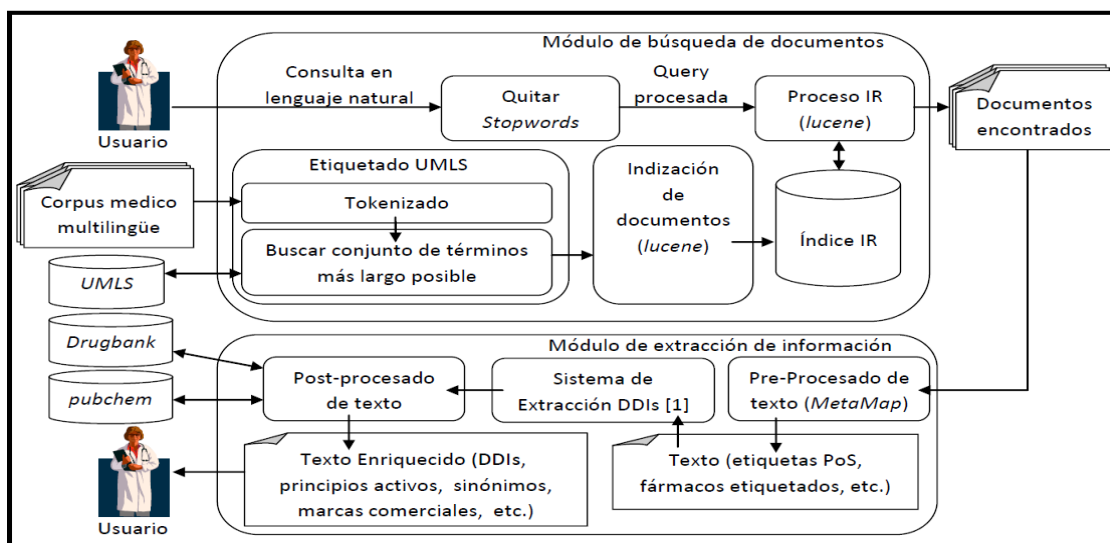 Módulo de búsqueda de documentos
Consulta en
lenguaje natural
Quitar
Stopwords
Query
procesada
Proceso IR
(lucene)
Documentos
encontrados
Usuario
Corpus medico
multilingüe
Etiquetado UMLS
Tokenizado
Buscar conjunto de términos
más largo posible
Indización
de
documentos
(lucene)
Índice IR
UMLS
Drugbank
pubchem
Módulo de extracción de información
Post-procesado
de texto
Sistema de
Extracción DDIs [1]
Pre-Procesado de
texto (MetaMap)
Texto Enriquecido (DDIs,
principios activos, sinónimos,
marcas comerciales, etc.)
Texto (etiquetas PoS,
fármacos etiquetados, etc.)
Usuario